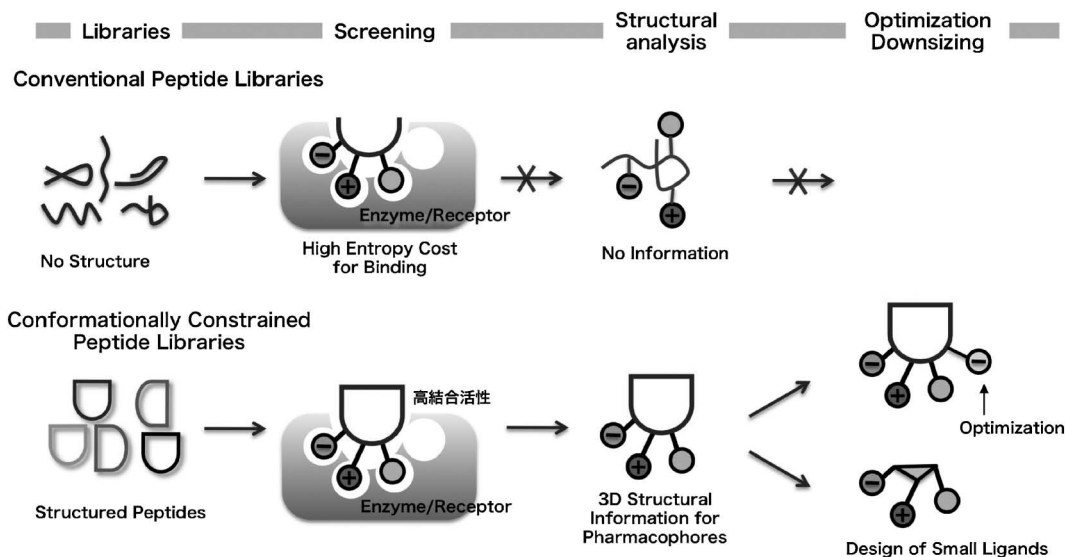 Libraries
Screening
Structural
analysis
Optimization
Downsizing
Conventional Peptide Libraries
Enzyme/Receptor
No Structure
High Entropy Cost
for Binding
No Information
Conformationally Constrained
Peptide Libraries
高結合活性
Enzyme/Receptor
Optimization
Structured Peptides
3D Structural
Information for
Pharmacophores
Design of Small Ligands